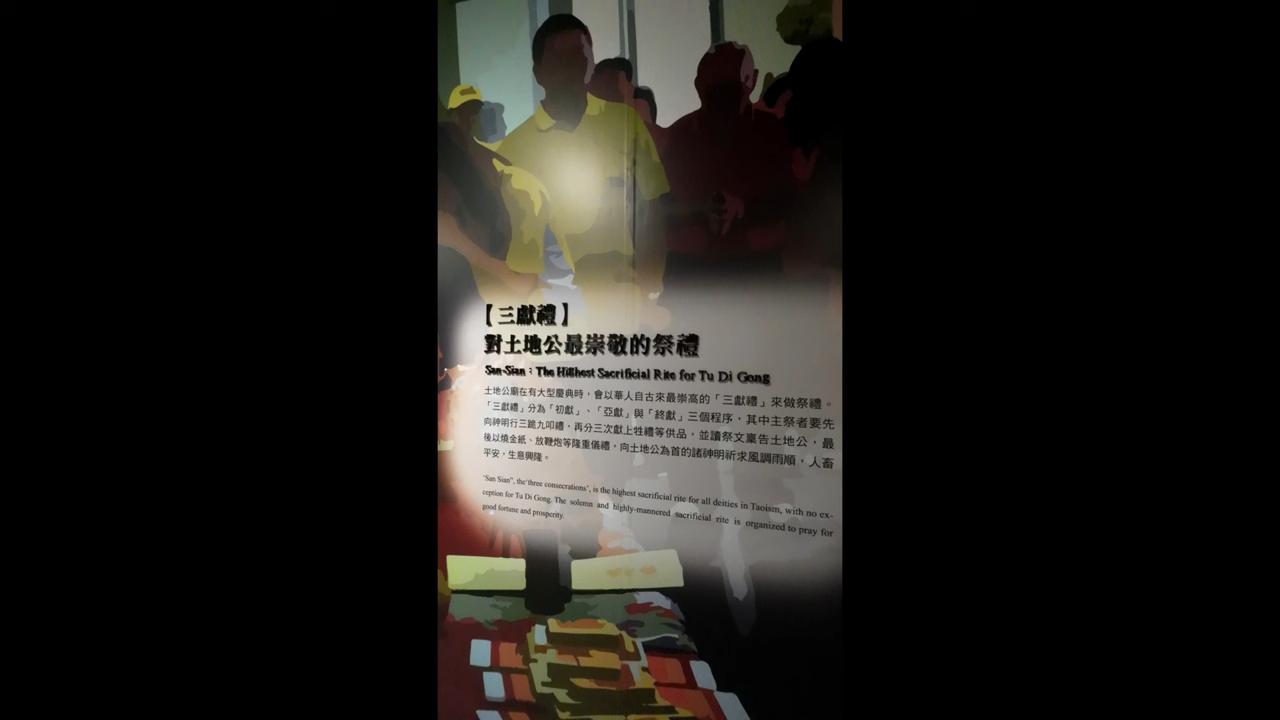 【三獻禮】
對土地公最崇敬的祭禮
San-Sian：The Highest Sacrificial Rite for Tu Di Gong
土地公廟在有大型慶典時，會以華人自古來最崇高的「三獻禮」來做祭禮。
「三獻禮」分為「初獻」、「亞獻」與「終獻」三個程序，其中主祭者要先
向神明行三跪九叩禮，再分三次獻上牲禮等供品，並讀祭文稟告土地公，最
後以燒金紙、放鞭炮等隆重儀禮，向土地公為首的諸神明祈求風調雨順，人畜
平安，生意興隆。
'San Sian", the'three consecrations', is the highest sacrificial rite for all deities in Taoism, with no ex-
ception for Tu Di Gong. The solemn and highly-mannered sacrificial rite is organized to pray for
good fortune and prosperity.